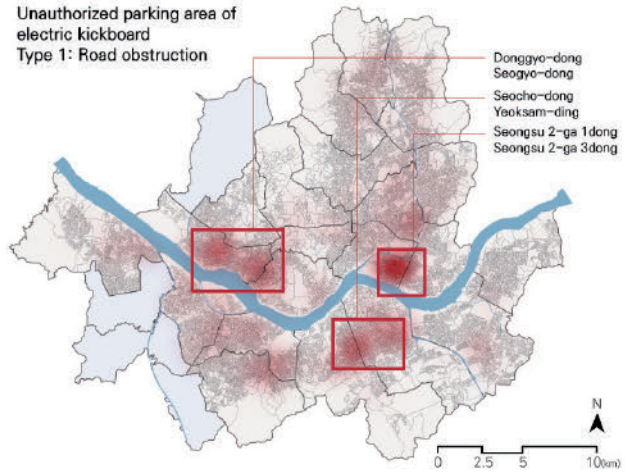 Unauthorized parking area of
electric kickboard
Type 1: Road obstruction
Donggyo-dong
Seogyo-dong
Seocho-dong
Yeoksam-ding
Seongsu 2-ga 1dong
Seongsu 2-ga 3dong
N
0 2.5 5 10(km)